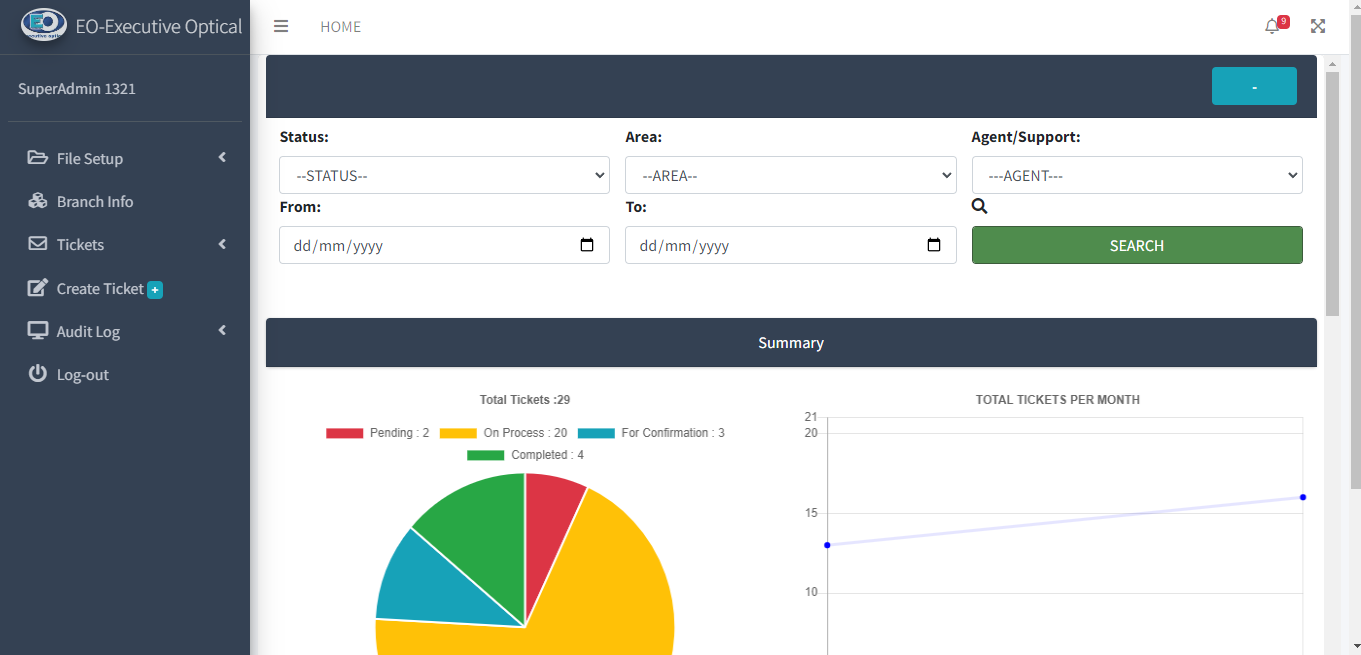 EO
EO-Executive Optical
HOME
9
SuperAdmin 1321
-
File Setup
Branch Info
Tickets
Create Ticket +
Audit Log
Log-out
Status:
Area:
Agent/Support:
--STATUS--
--AREA--
---AGENT---
From:
To:
dd/mm/yyyy
dd/mm/yyyy
SEARCH
Summary
Total Tickets :29
Pending : 2
On Process : 20
For Confirmation : 3
Completed : 4
TOTAL TICKETS PER MONTH
21
20
15
10